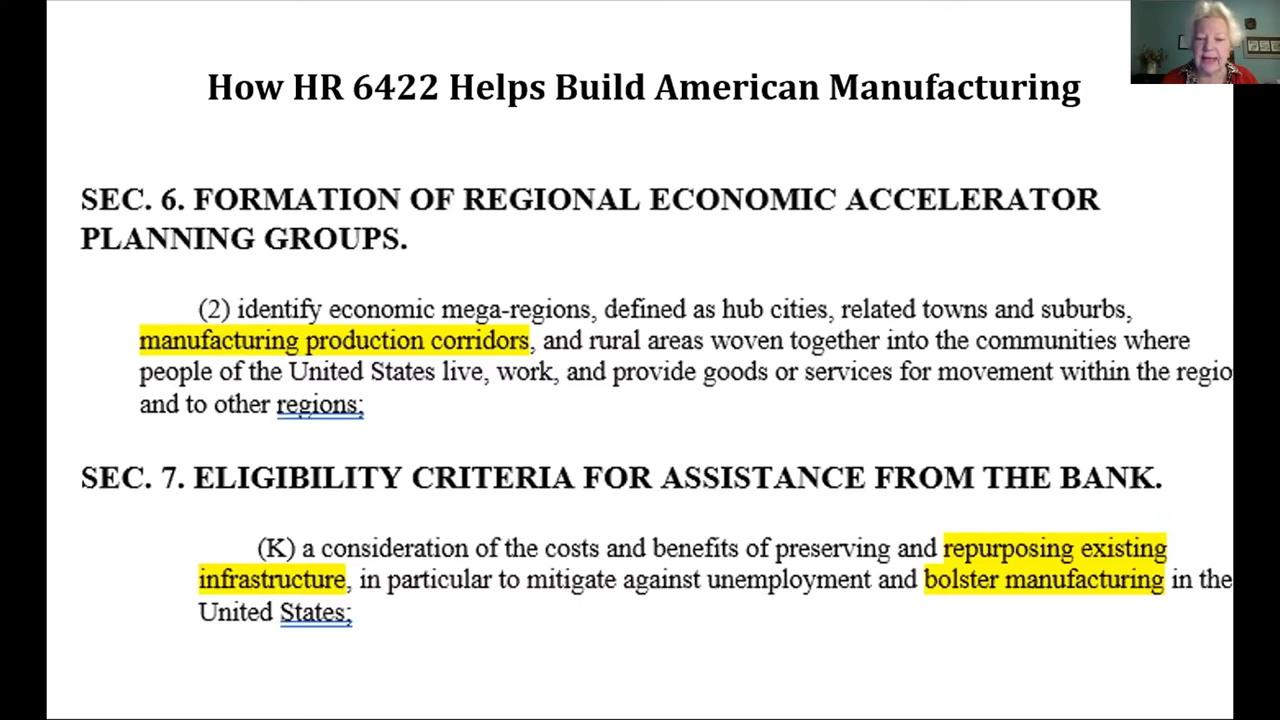 How HR 6422 Helps Build American Manufacturing
SEC. 6. FORMATION OF REGIONAL ECONOMIC ACCELERATOR
PLANNING GROUPS.
(2) identify economic mega-regions, defined as hub cities, related towns and suburbs,
manufacturing production corridors, and rural areas woven together into the communities where
people of the United States live, work, and provide goods or services for movement within the regio
and to other regions;
SEC. 7. ELIGIBILITY CRITERIA FOR ASSISTANCE FROM THE BANK.
(K) a consideration of the costs and benefits of preserving and repurposing existing
infrastructure, in particular to mitigate against unemployment and bolster manufacturing in the
United States;